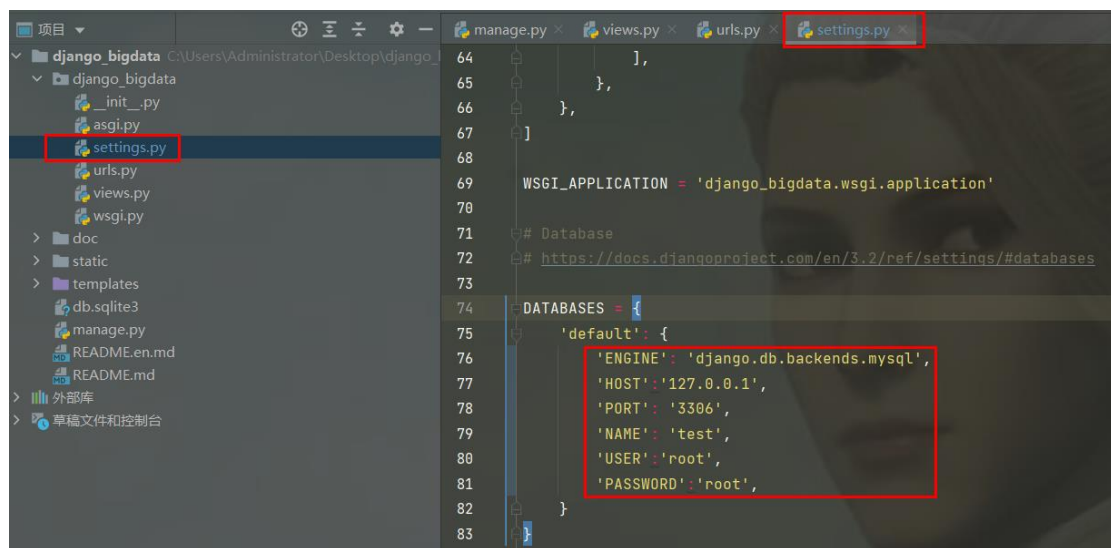 项目
django_bigdata C:\Users\Administrator\Desktop\django_
django_bigdata
__init__.py
asgi.py
settings.py
urls.py
views.py
wsgi.py
doc
static
templates
db.sqlite3
manage.py
README.en.md
README.md
外部库
草稿文件和控制台
manage.py
views.py
urls.py
settings.py
64 ],
65 },
66 },
67 ]
68
69 WSGI_APPLICATION = 'django_bigdata.wsgi.application'
70
71 # Database
72 # https://docs.djangoproject.com/en/3.2/ref/settings/#databases
73
74 DATABASES = {
75 'default': {
76 'ENGINE': 'django.db.backends.mysql',
77 'HOST':'127.0.0.1',
78 'PORT': '3306',
79 'NAME': 'test',
80 'USER':'root',
81 'PASSWORD':'root',
82 }
83 }